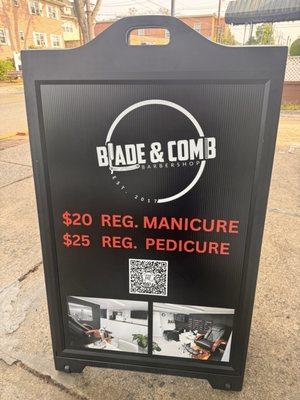 BLADE & COMB
BARBERSHOP
EST. 2017
$20 REG. MANICURE
$25 REG. PEDICURE